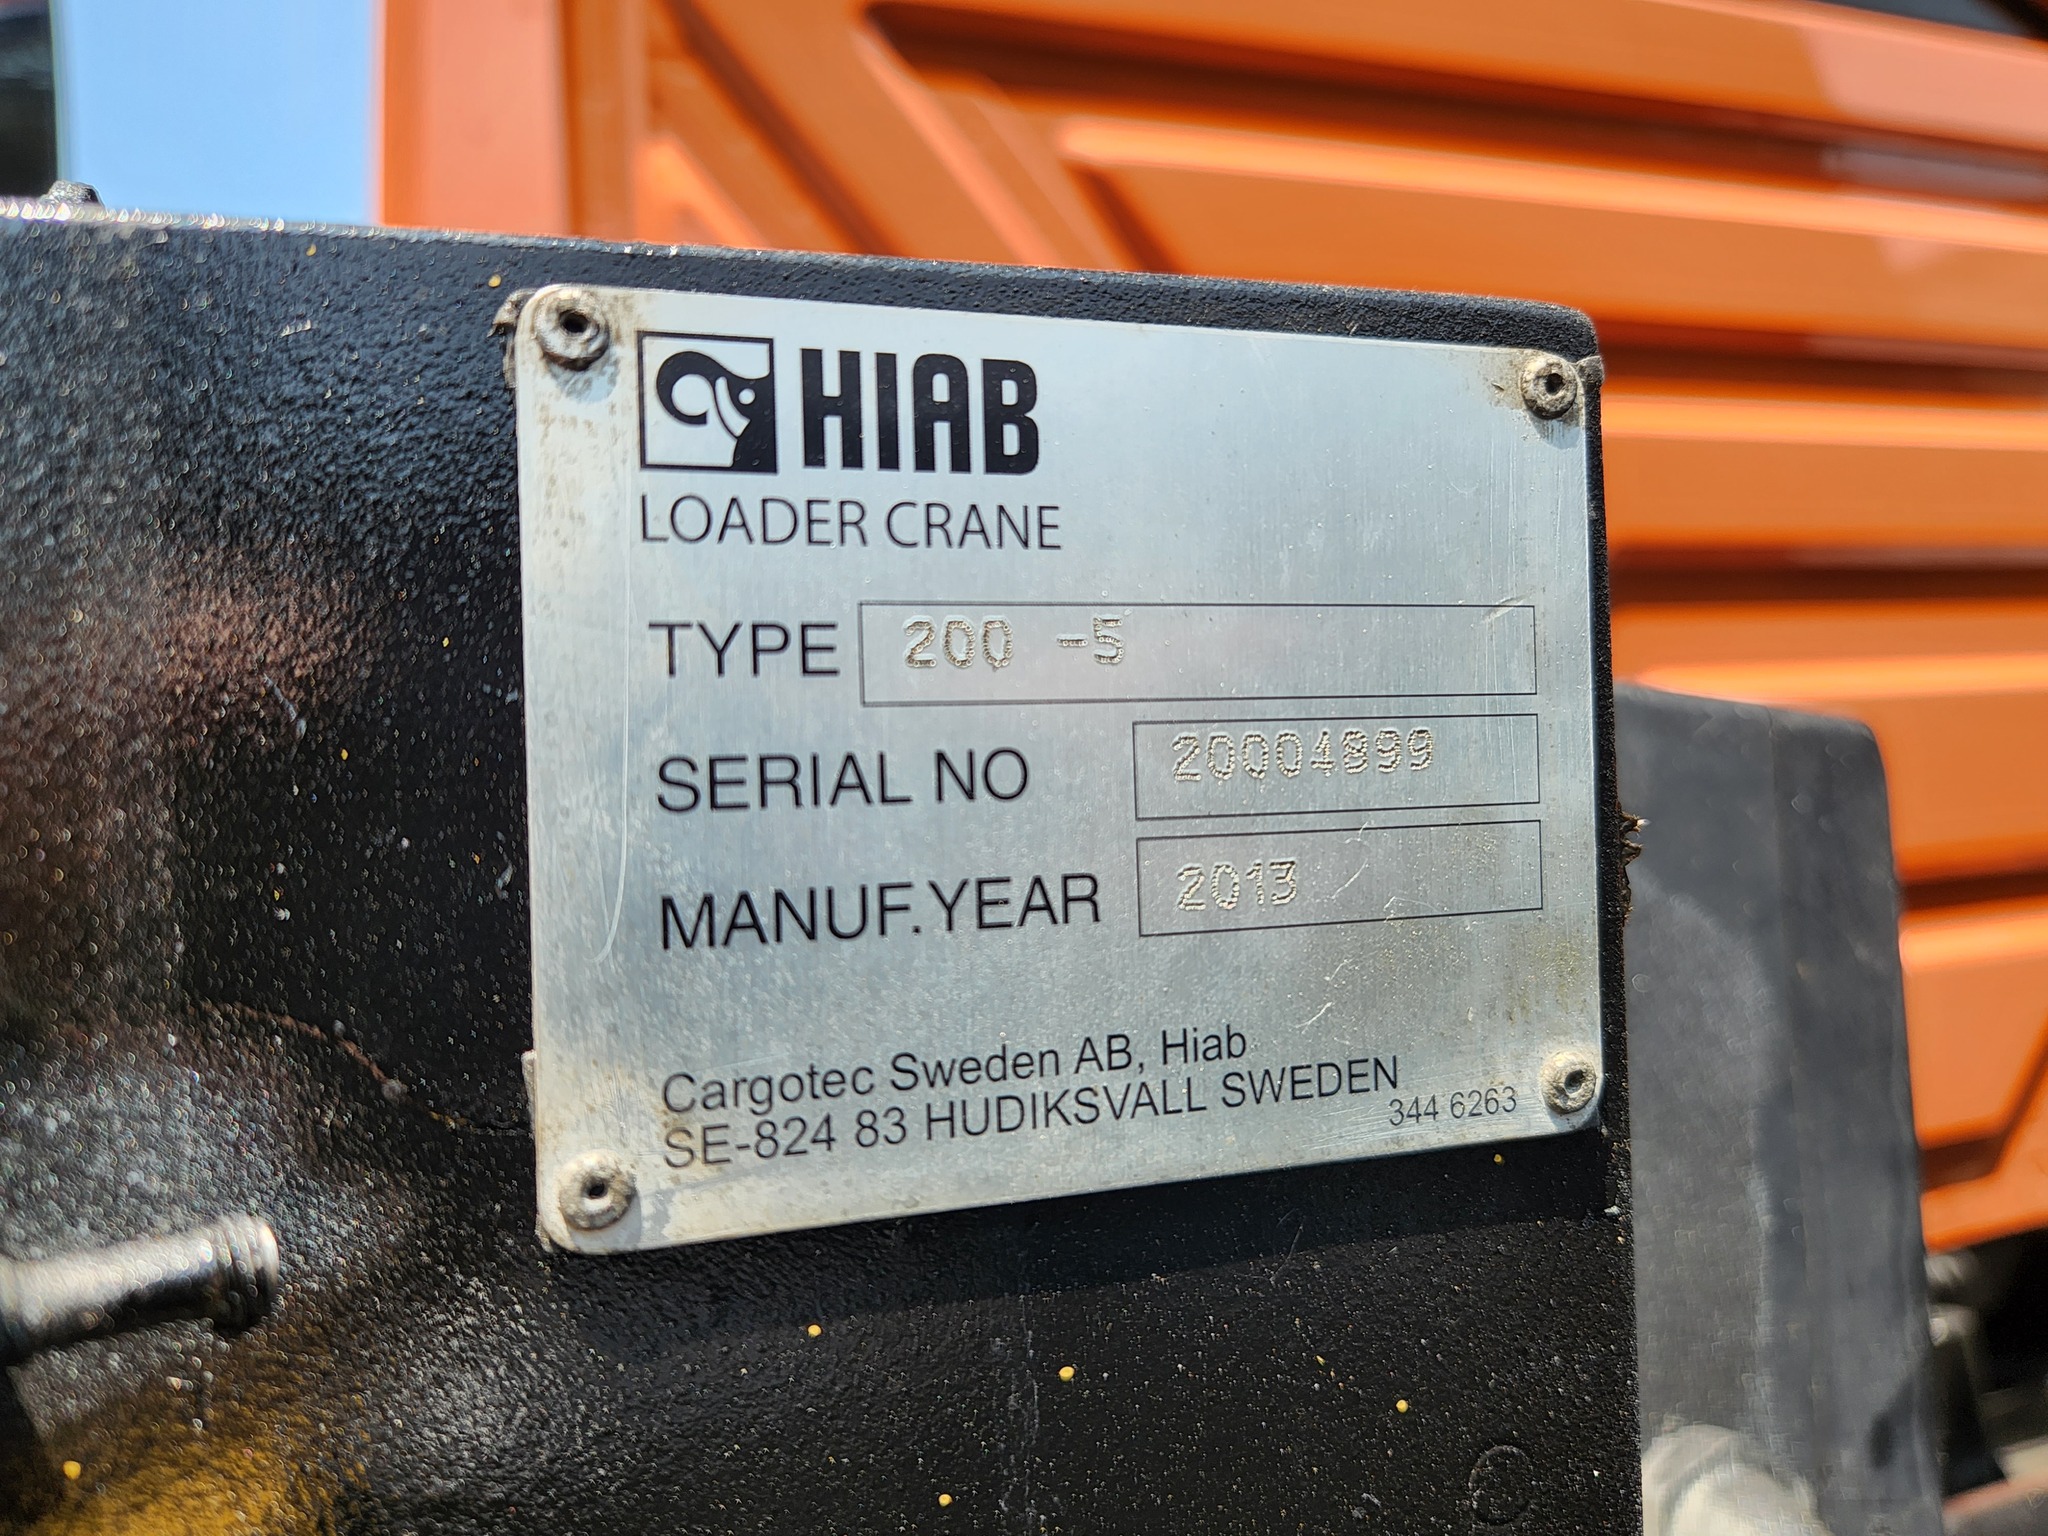 HIAB
LOADER CRANE
TYPE 200 -5
SERIAL NO 20004899
MANUF.YEAR 2013
Cargotec Sweden AB, Hiab
SE-824 83 HUDIKSVALL SWEDEN
344 6263